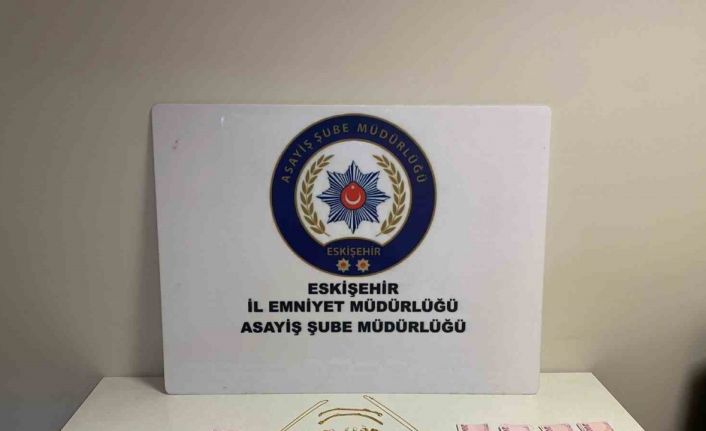 ASAYİŞ ŞUBE MÜDÜRLÜĞÜ
ESKİŞEHİR
ESKİŞEHİR
İL EMNİYET MÜDÜRLÜĞÜ
ASAYİŞ ŞUBE MÜDÜRLÜĞÜ